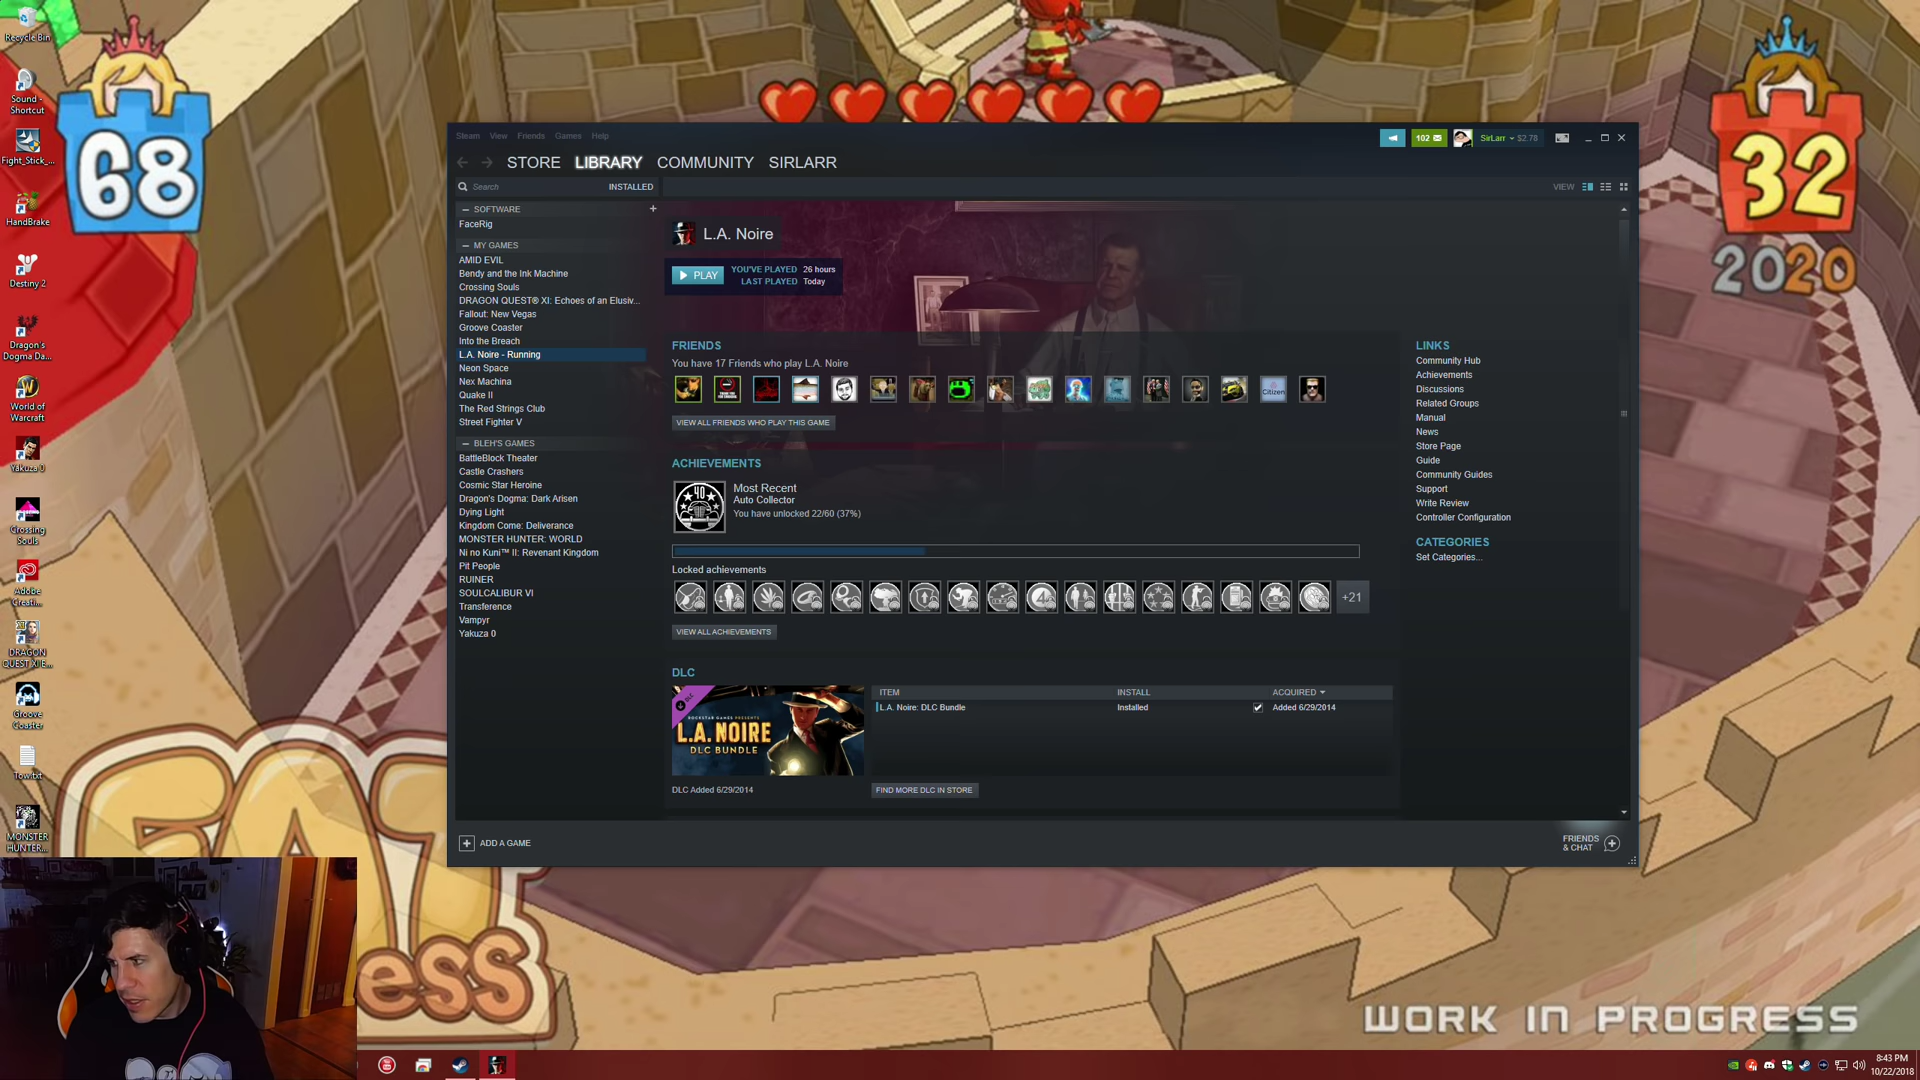 Recycle Bin
Sound -
Shortcut
Fight_Stick_...
HandBrake
Destiny 2
Dragon's
Dogma Da...
World of
Warcraft
Yakuza 0
Crossing
Souls
Adobe
Creati...
DRAGON
QUEST XI E...
Groove
Coaster
Tow.txt
MONSTER
HUNTER:...
68
32
2020
Steam View Friends Games Help
102
SirLarr $2.78
STORE LIBRARY COMMUNITY SIRLARR
Search
INSTALLED
VIEW
SOFTWARE
FaceRig
MY GAMES
AMID EVIL
Bendy and the Ink Machine
Crossing Souls
DRAGON QUEST® XI: Echoes of an Elusiv...
Fallout: New Vegas
Groove Coaster
Into the Breach
L.A. Noire - Running
Neon Space
Nex Machina
Quake II
The Red Strings Club
Street Fighter V
BLEH'S GAMES
BattleBlock Theater
Castle Crashers
Cosmic Star Heroine
Dragon's Dogma: Dark Arisen
Dying Light
Kingdom Come: Deliverance
MONSTER HUNTER: WORLD
Ni no Kuni™ II: Revenant Kingdom
Pit People
RUINER
SOULCALIBUR VI
Transference
Vampyr
Yakuza 0
L.A. Noire
PLAY
YOU'VE PLAYED 26 hours
LAST PLAYED Today
FRIENDS
You have 17 Friends who play L.A. Noire
Citizen
VIEW ALL FRIENDS WHO PLAY THIS GAME
ACHIEVEMENTS
40
Most Recent
Auto Collector
You have unlocked 22/60 (37%)
Locked achievements
+21
VIEW ALL ACHIEVEMENTS
DLC
DLC
ROCKSTAR GAMES PRESENTS
L.A. NOIRE
DLC BUNDLE
DLC Added 6/29/2014
ITEM INSTALL ACQUIRED
L.A. Noire: DLC Bundle Installed Added 6/29/2014
FIND MORE DLC IN STORE
LINKS
Community Hub
Achievements
Discussions
Related Groups
Manual
News
Store Page
Guide
Community Guides
Support
Write Review
Controller Configuration
CATEGORIES
Set Categories...
ADD A GAME
FRIENDS
& CHAT
WORK IN PROGRESS
8:43 PM
10/22/2018